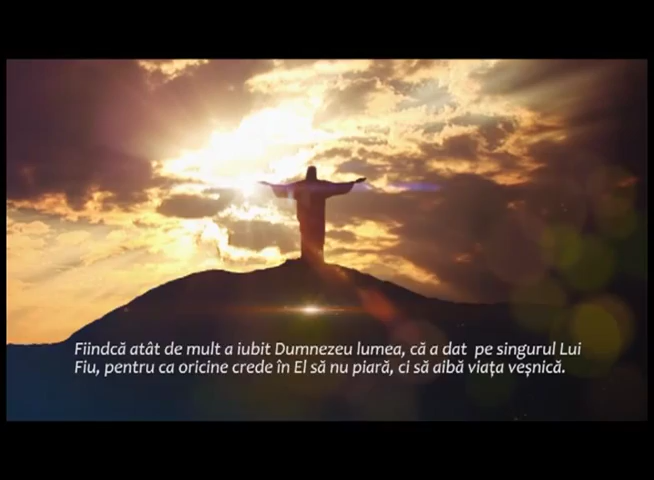 Fiindcă atât de mult a iubit Dumnezeu lumea, că a dat  pe singurul Lui
Fiu, pentru ca oricine crede în El să nu piară, ci să aibă viața veșnică.